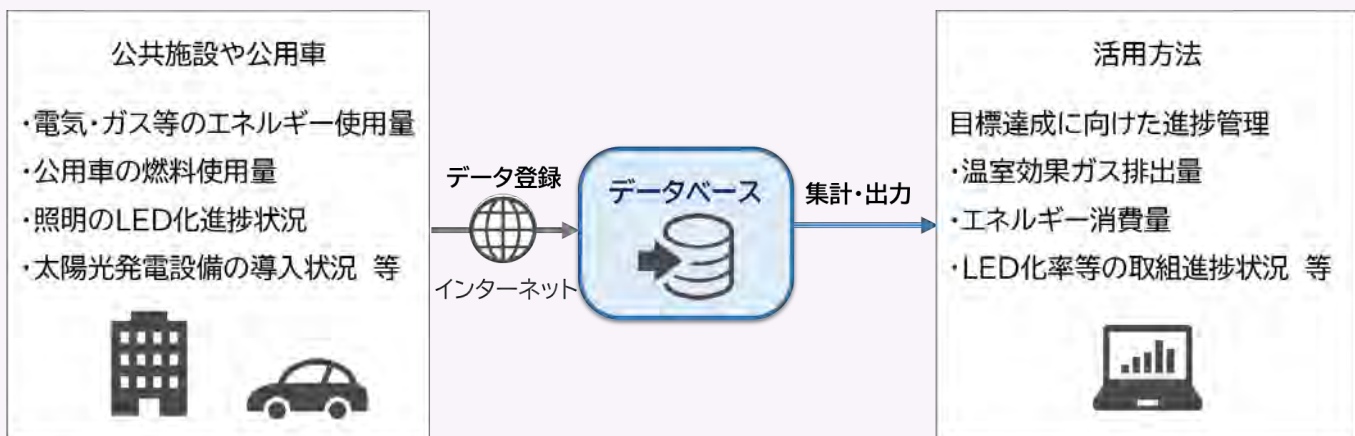 公共施設や公用車
・電気・ガス等のエネルギー使用量
・公用車の燃料使用量
・照明のLED化進捗状況
・太陽光発電設備の導入状況 等
データ登録
インターネット
データベース
集計・出力
活用方法
目標達成に向けた進捗管理
・温室効果ガス排出量
・エネルギー消費量
・LED化率等の取組進捗状況 等